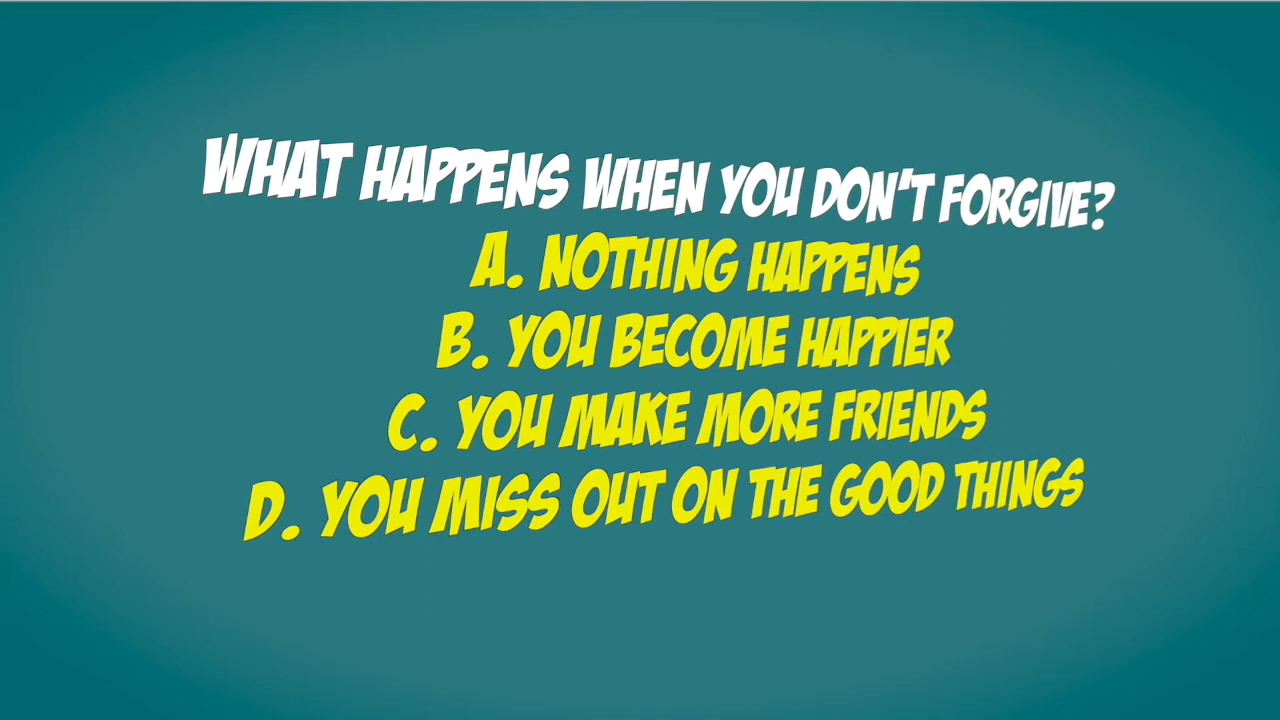 WHAT HAPPENS WHEN YOU DON'T FORGIVE?
A. NOTHING HAPPENS
B. YOU BECOME HAPPIER
C. YOU MAKE MORE FRIENDS
D. YOU MISS OUT ON THE GOOD THINGS